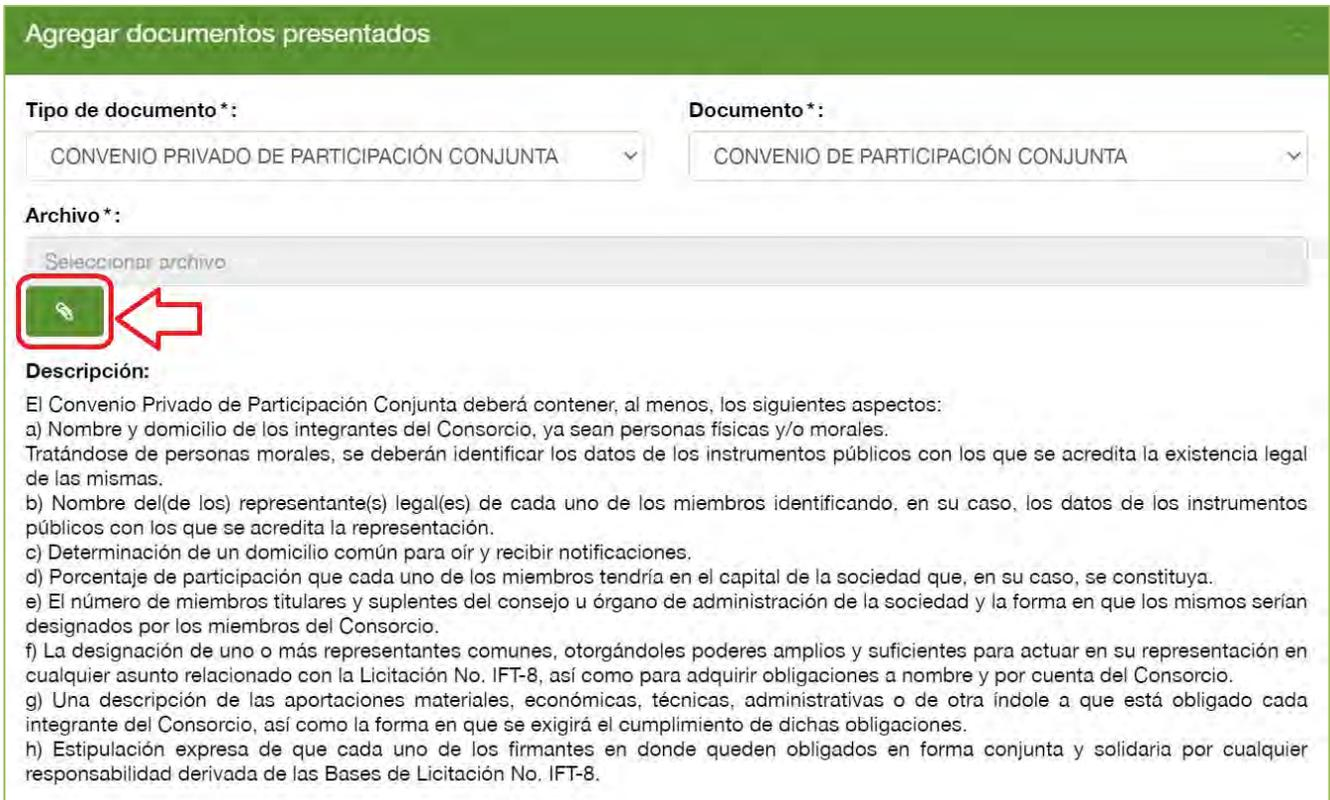 Agregar documentos presentados
Tipo de documento*:
Documento*:
CONVENIO PRIVADO DE PARTICIPACIÓN CONJUNTA
CONVENIO DE PARTICIPACIÓN CONJUNTA
Archivo*:
Seleccionar archivo
Descripción:
El Convenio Privado de Participación Conjunta deberá contener, al menos, los siguientes aspectos:
a) Nombre y domicilio de los integrantes del Consorcio, ya sean personas físicas y/o morales.
Tratándose de personas morales, se deberán identificar los datos de los instrumentos públicos con los que se acredita la existencia legal
de las mismas.
b) Nombre del(de los) representante(s) legal(es) de cada uno de los miembros identificando, en su caso, los datos de los instrumentos
públicos con los que se acredita la representación.
c) Determinación de un domicilio común para oír y recibir notificaciones.
d) Porcentaje de participación que cada uno de los miembros tendría en el capital de la sociedad que, en su caso, se constituya.
e) El número de miembros titulares y suplentes del consejo u órgano de administración de la sociedad y la forma en que los mismos serían
designados por los miembros del Consorcio.
f) La designación de uno o más representantes comunes, otorgándoles poderes amplios y suficientes para actuar en su representación en
cualquier asunto relacionado con la Licitación No. IFT-8, así como para adquirir obligaciones a nombre y por cuenta del Consorcio.
g) Una descripción de las aportaciones materiales, económicas, técnicas, administrativas o de otra índole a que está obligado cada
integrante del Consorcio, así como la forma en que se exigirá el cumplimiento de dichas obligaciones.
h) Estipulación expresa de que cada uno de los firmantes en donde queden obligados en forma conjunta y solidaria por cualquier
responsabilidad derivada de las Bases de Licitación No. IFT-8.